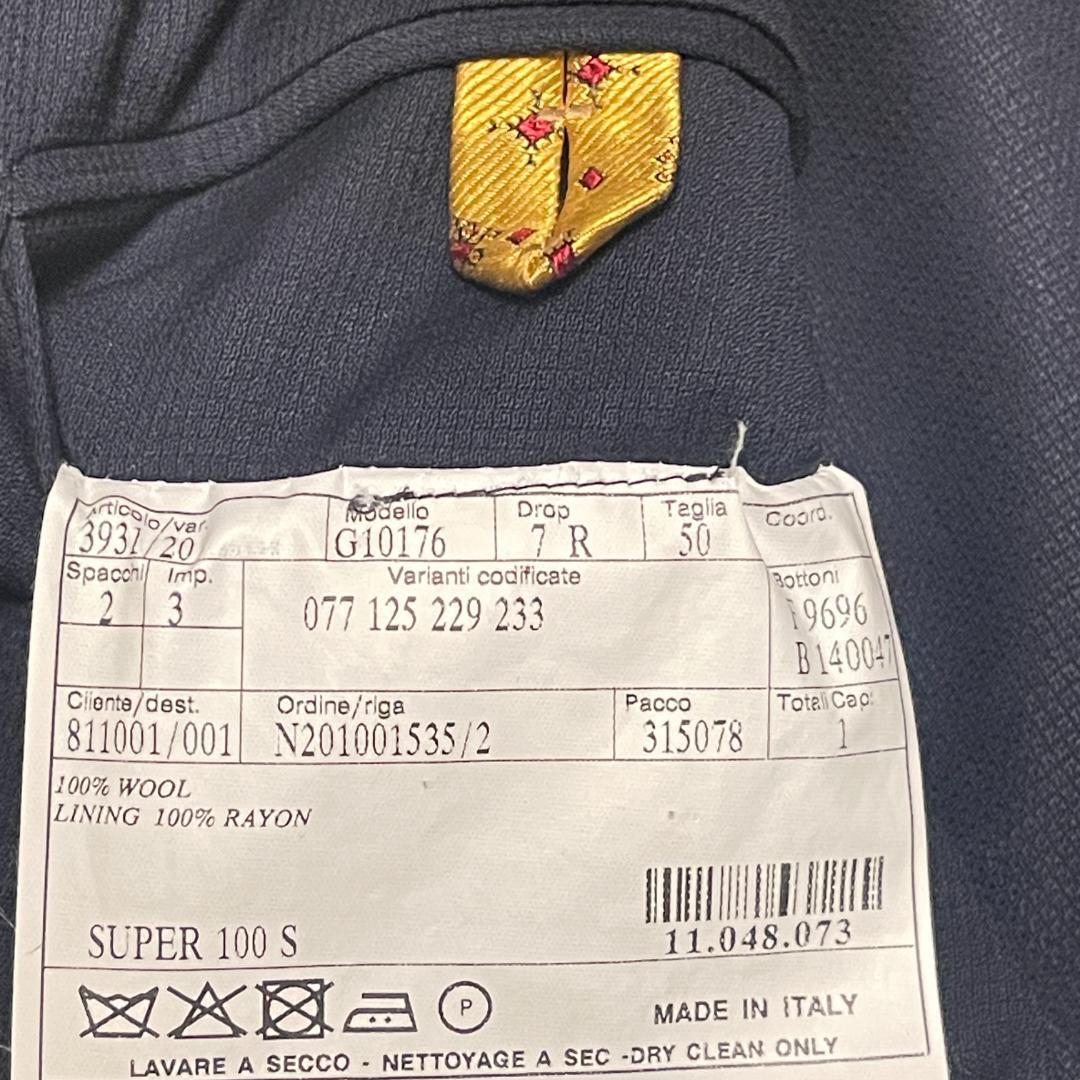 Articolo/var. Modello Drop Taglia Coord.
3931/20 G10176 7 R 50
Spacchi Imp. Varianti codificate Bottoni
2 3 077 125 229 233 9696
B140047
Cliente/dest. Ordine/riga Pacco Totali Cap:
811001/001 N201001535/2 315078 1
100% WOOL
LINING 100% RAYON
SUPER 100 S
11.048.073
P
MADE IN ITALY
LAVARE A SECCO - NETTOYAGE A SEC -DRY CLEAN ONLY